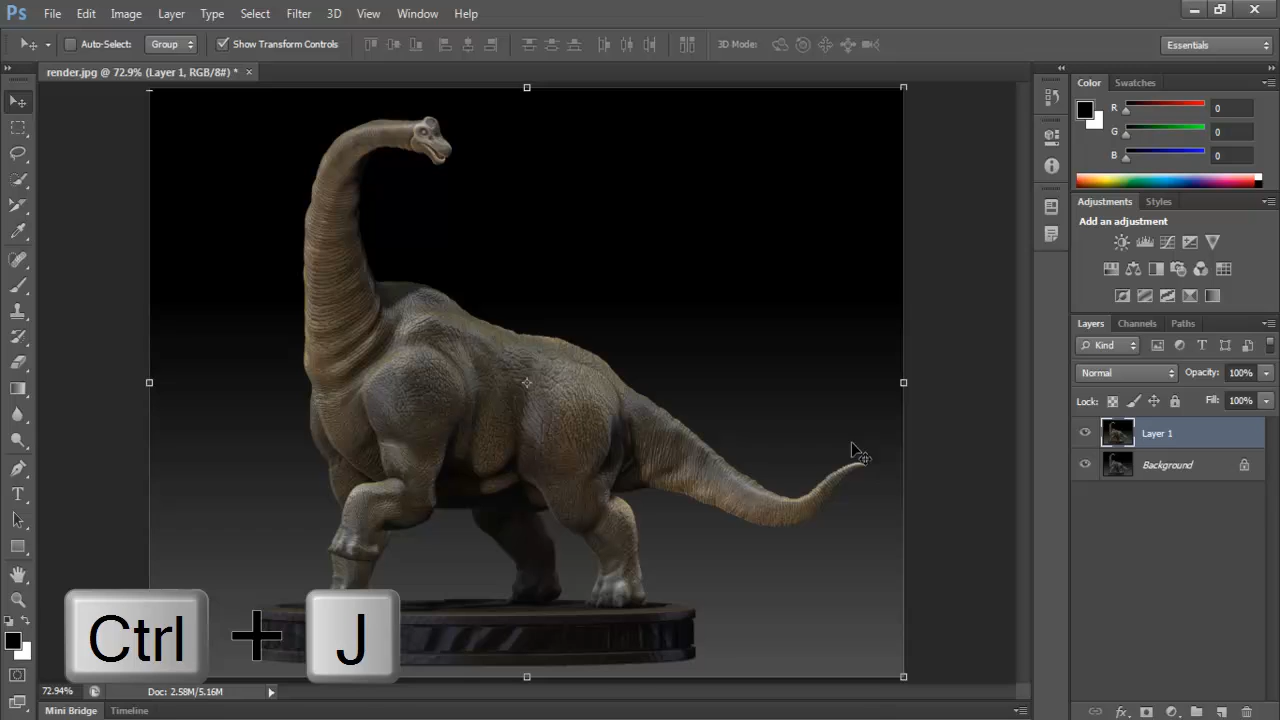 Ps File Edit Image Layer Type Select Filter 3D View Window Help
Auto-Select: Group Show Transform Controls 3D Mode: Essentials
render.jpg @ 72.9% (Layer 1, RGB/8#) * ×
Color Swatches
R 0
G 0
B 0
Adjustments Styles
Add an adjustment
Layers Channels Paths
Kind
Normal Opacity: 100%
Lock: Fill: 100%
Layer 1
Background
Ctrl + J
72.94% Doc: 2.58M/5.16M
Mini Bridge Timeline